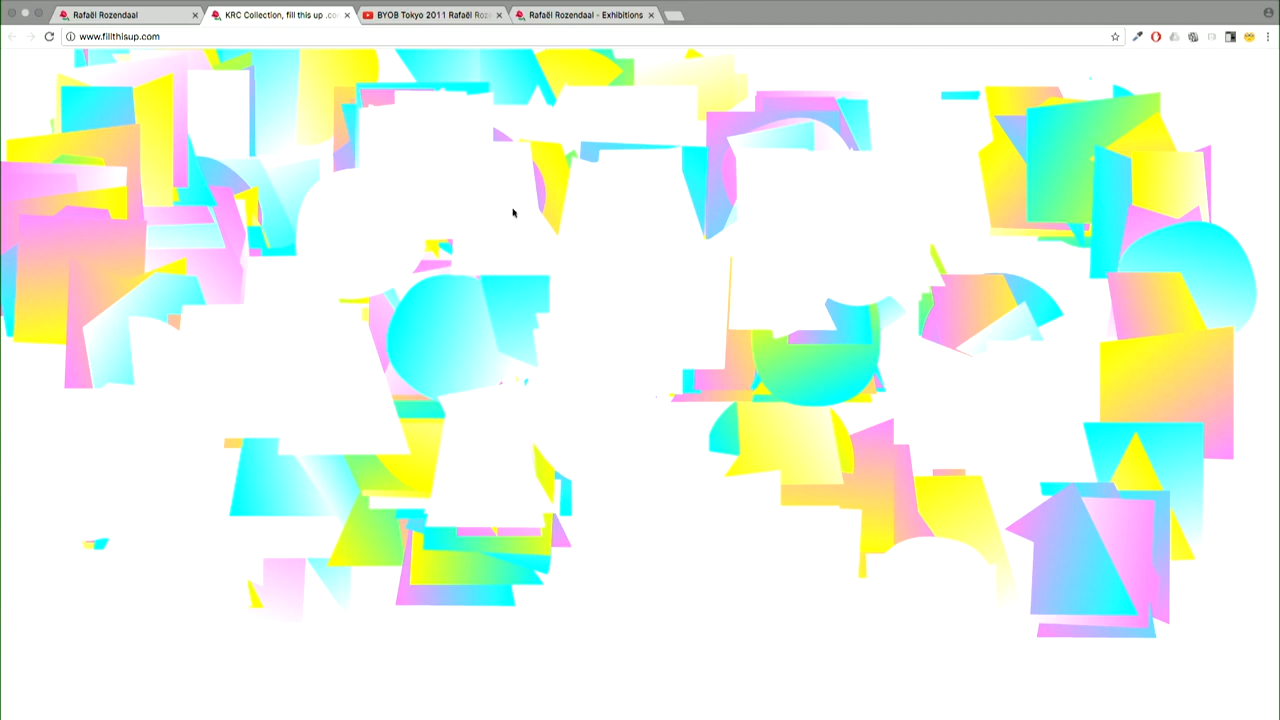 Rafaël Rozendaal
KRC Collection, fill this up .co
BYOB Tokyo 2011 Rafaël Roz
Rafaël Rozendaal - Exhibitions
www.fillthisup.com